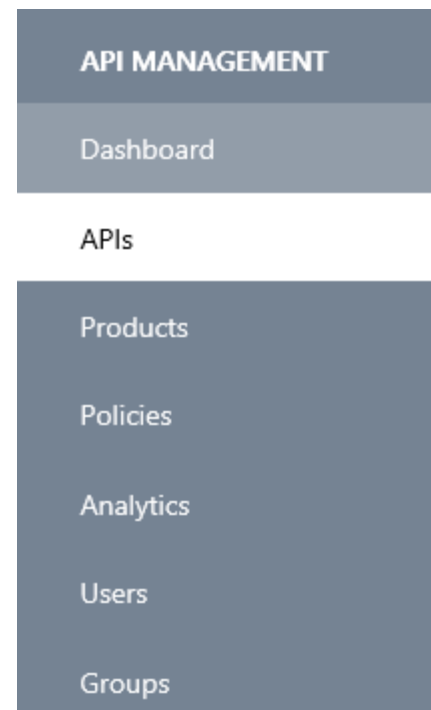 API MANAGEMENT
Dashboard
APIs
Products
Policies
Analytics
Users
Groups